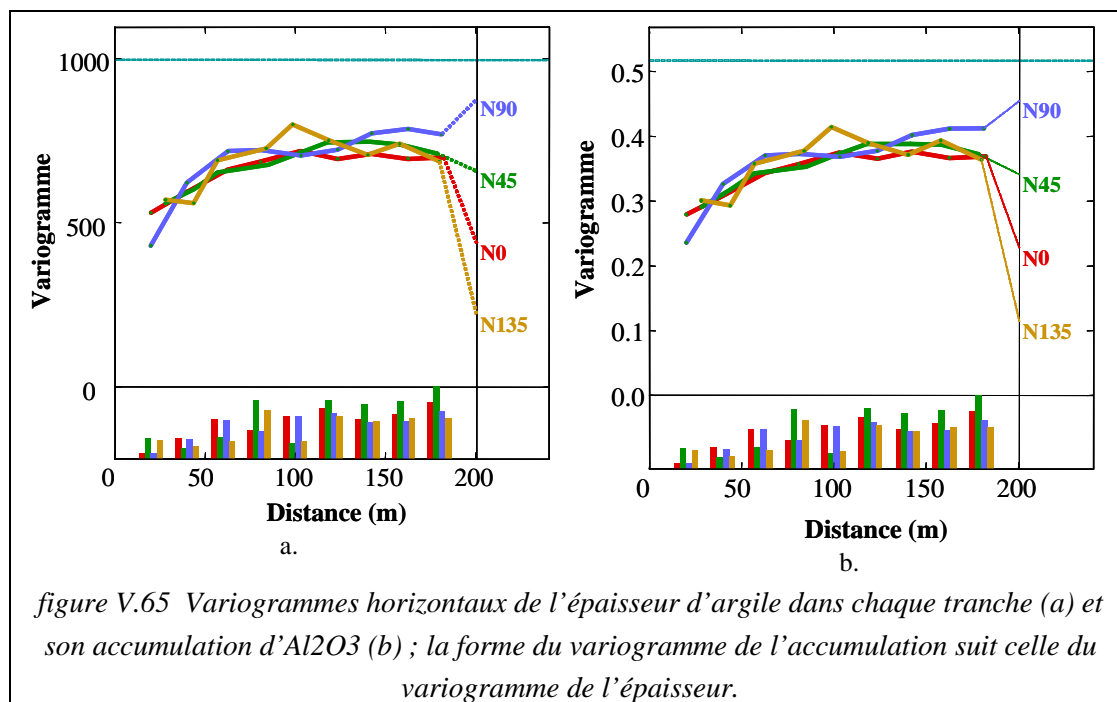 1000
500
0
Variogramme
N90
N45
N0
N135
0 50 100 150 200
Distance (m)
a.
0.5
0.4
0.3
0.2
0.1
0.0
Variogramme
N90
N45
N0
N135
0 50 100 150 200
Distance (m)
b.
figure V.65 Variogrammes horizontaux de l'épaisseur d'argile dans chaque tranche (a) et
son accumulation d'Al2O3 (b) ; la forme du variogramme de l'accumulation suit celle du
variogramme de l'épaisseur.